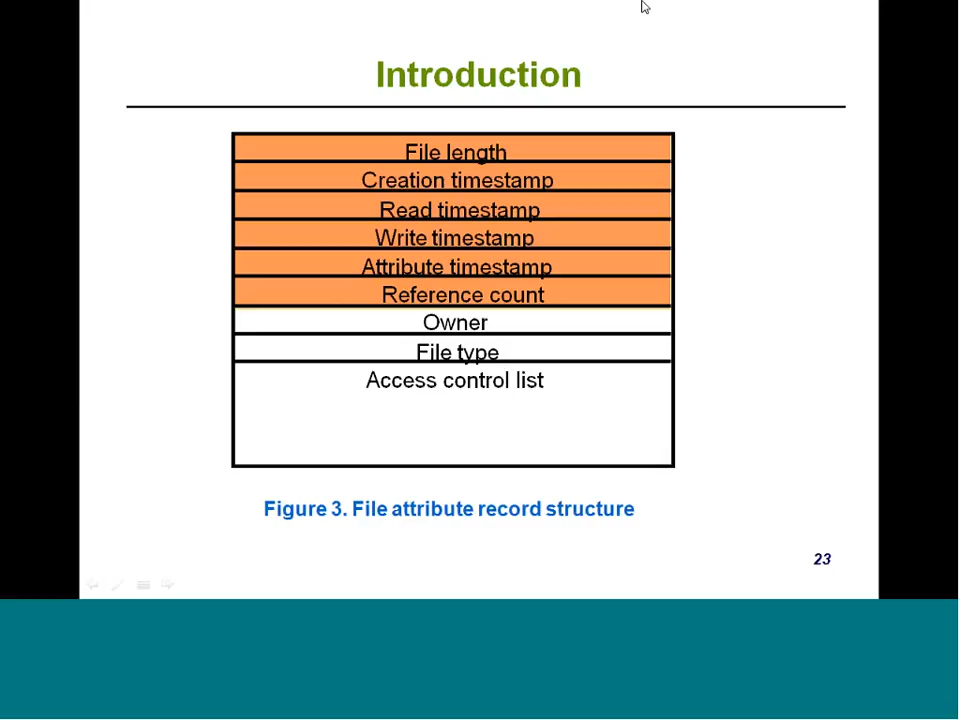 Introduction
File length
Creation timestamp
Read timestamp
Write timestamp
Attribute timestamp
Reference count
Owner
File type
Access control list
Figure 3. File attribute record structure
23